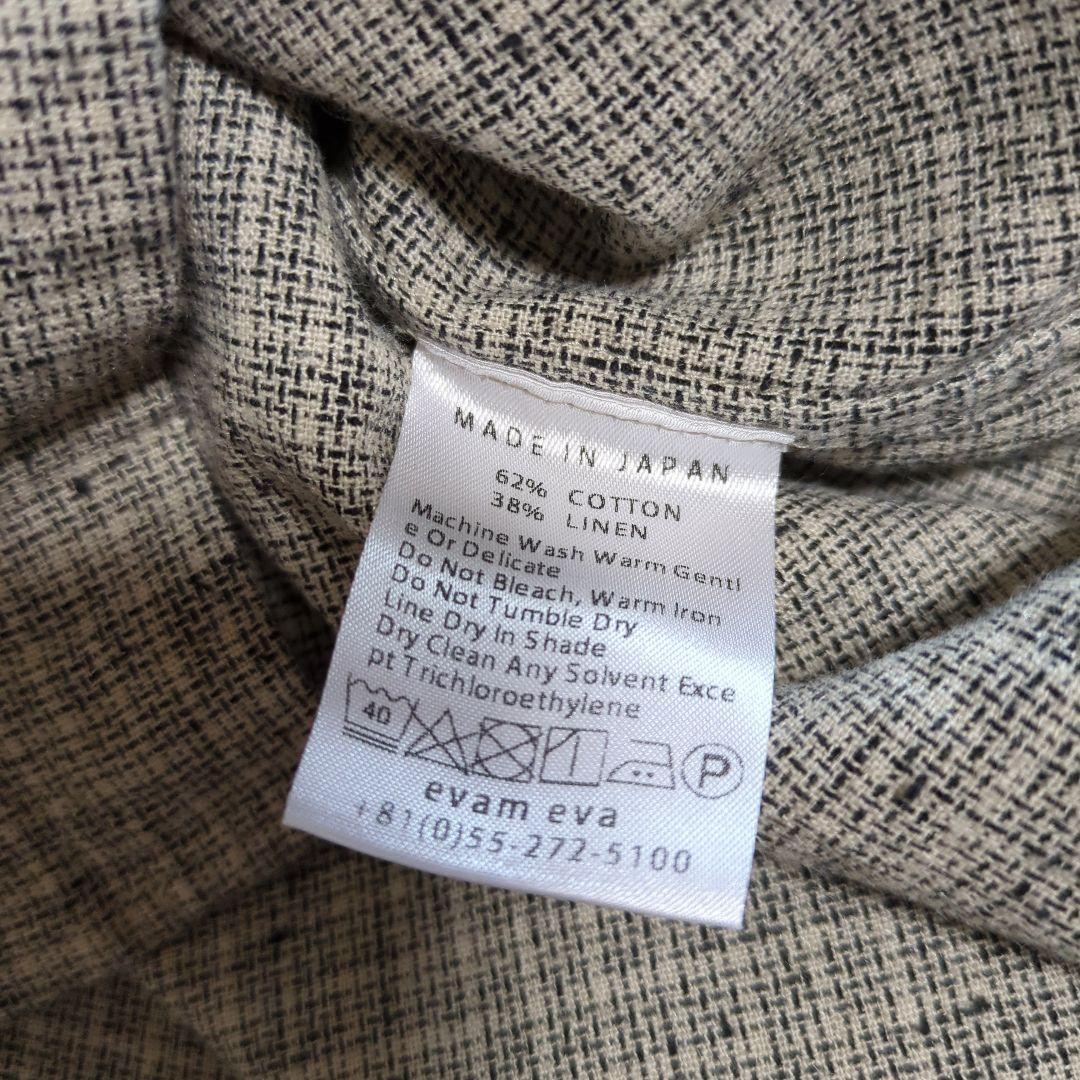 MADE IN JAPAN
62% COTTON
38% LINEN
Machine Wash Warm Gentl
e Or Delicate
Do Not Bleach, Warm Iron
Do Not Tumble Dry
Line Dry In Shade
Dry Clean Any Solvent Exce
pt Trichloroethylene
40 P
evam eva
+81(0)55-272-5100